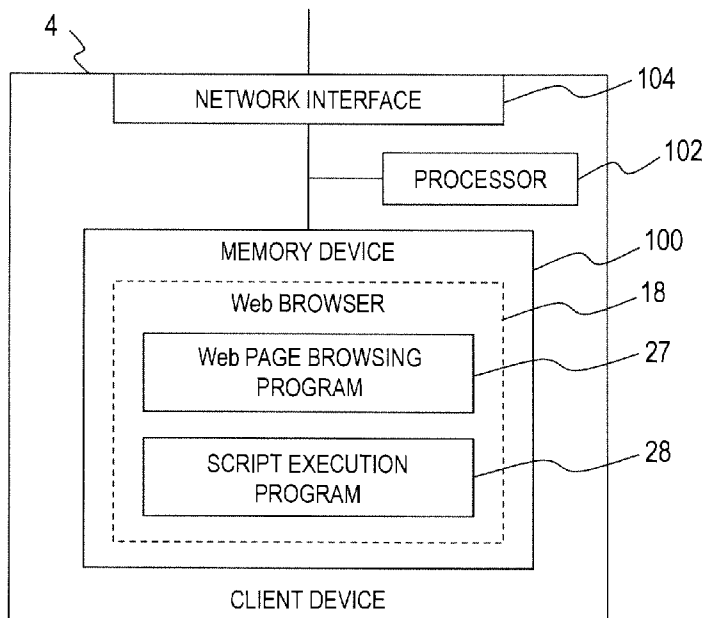 4
NETWORK INTERFACE
104
102
PROCESSOR
100
MEMORY DEVICE
18
Web BROWSER
Web PAGE BROWSING
PROGRAM
27
SCRIPT EXECUTION
PROGRAM
28
CLIENT DEVICE